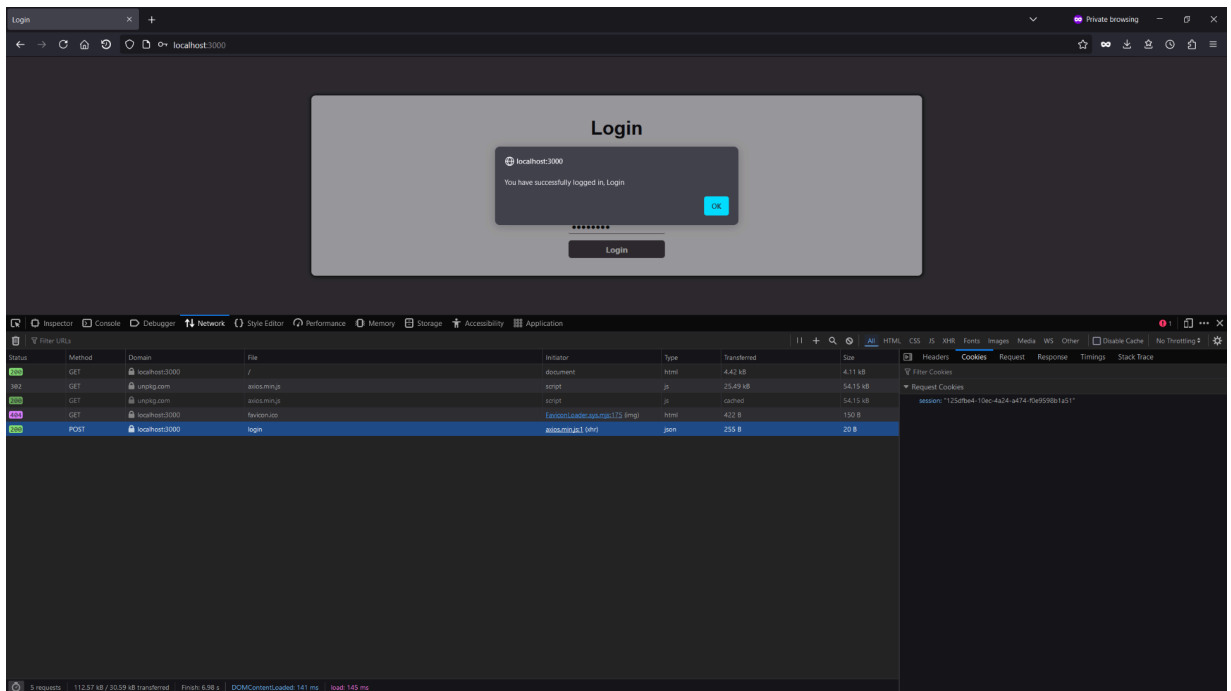 Login
Private browsing
localhost:3000
Login
localhost:3000
You have successfully logged in, Login
OK
Login
Inspector Console Debugger Network Style Editor Performance Memory Storage Accessibility Application 1
Filter URLs All HTML CSS JS XHR Fonts Images Media WS Other Disable Cache No Throttling
Status Method Domain File Initiator Type Transferred Size Headers Cookies Request Response Timings Stack Trace
200 GET localhost:3000 / document html 4.42 kB 4.11 kB Filter Cookies
302 GET unpkg.com axios.min.js script js 25.49 kB 54.15 kB Request Cookies
200 GET unpkg.com axios.min.js script js cached 54.15 kB session: "125dfbe4-10ec-4a24-a474-f0e9598b1a51"
404 GET localhost:3000 favicon.ico FaviconLoader.sys.mjs:175 (img) html 422 B 150 B
200 POST localhost:3000 login axios.min.js:1 (xhr) json 255 B 20 B
5 requests 112.57 kB / 30.59 kB transferred Finish: 6.98 s DOMContentLoaded: 141 ms load: 145 ms